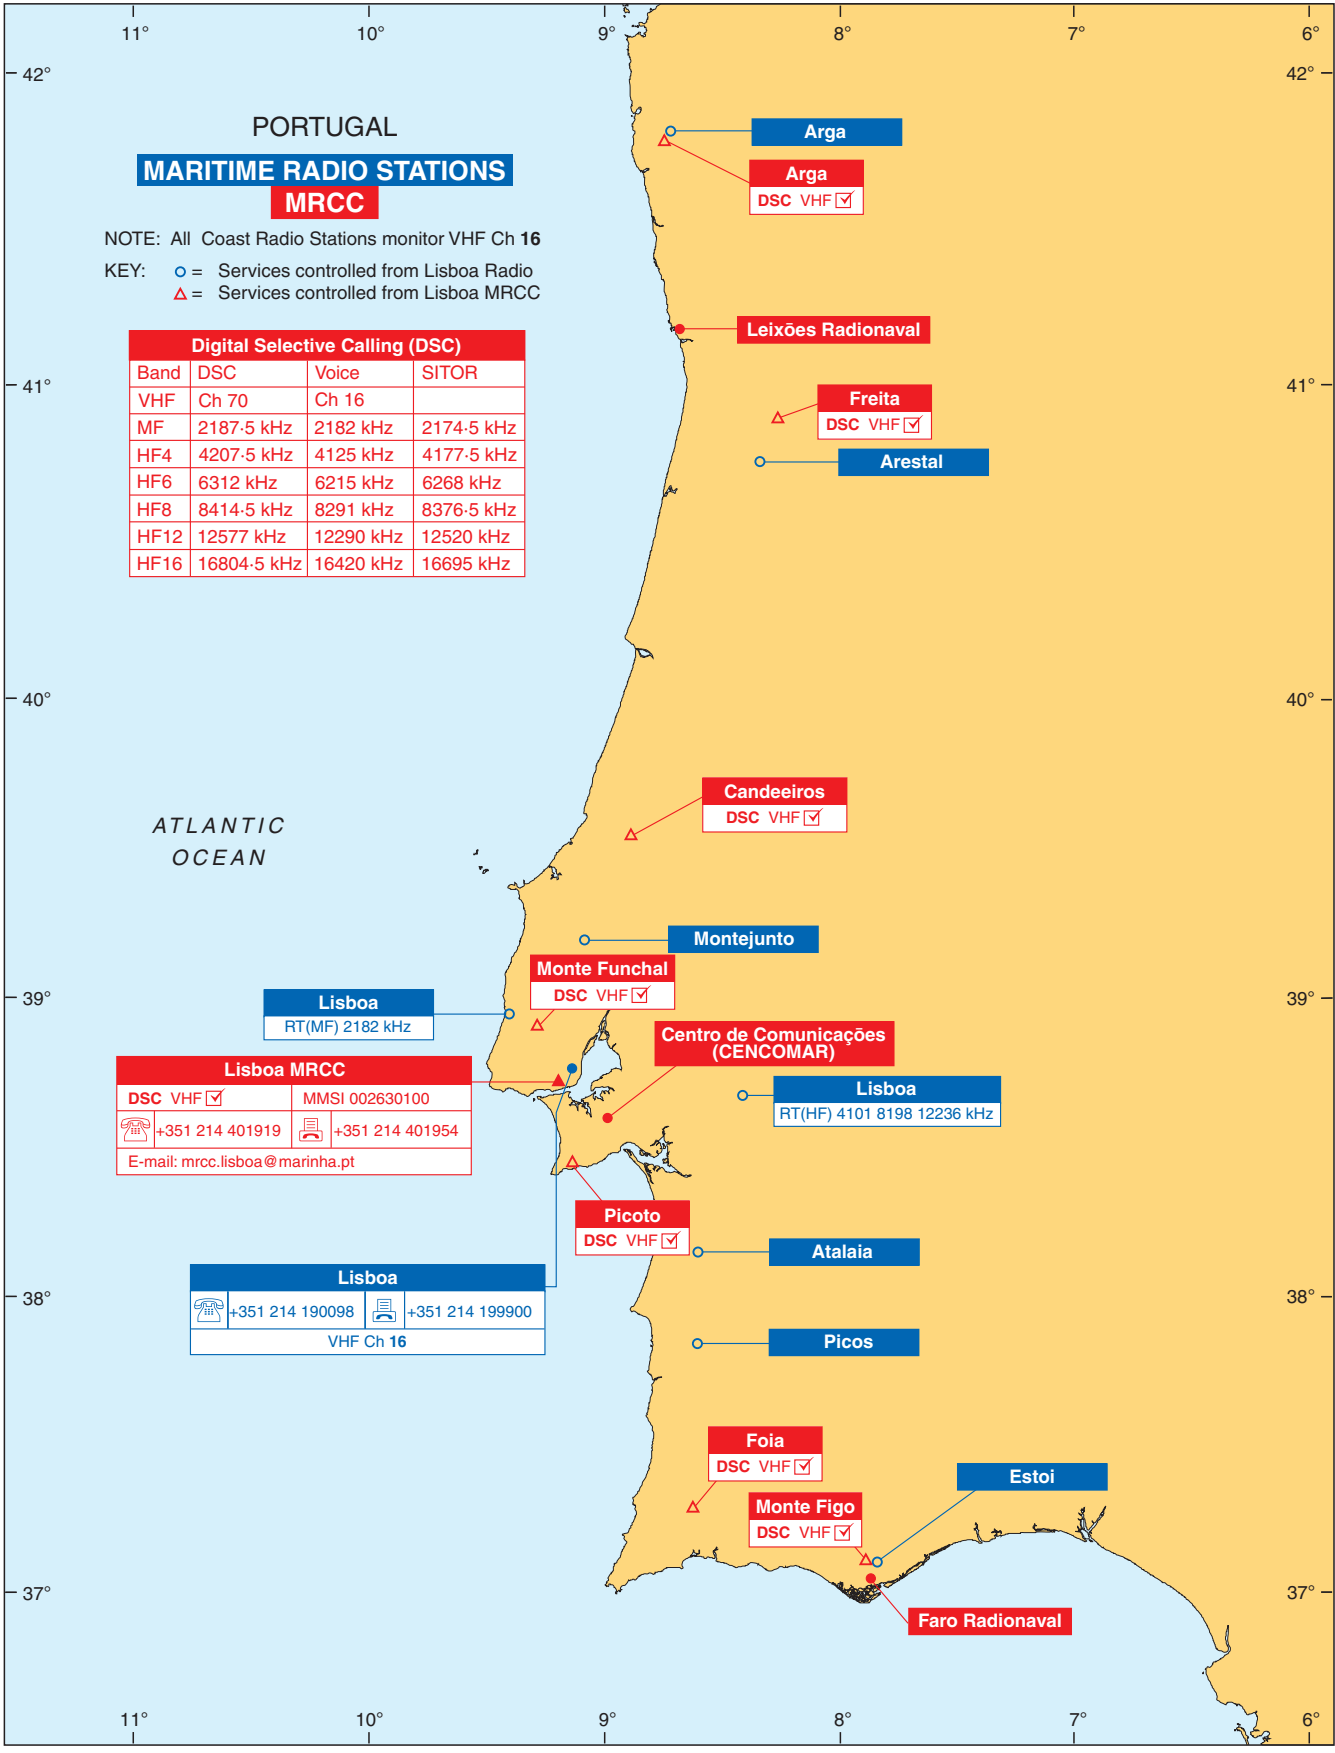 11° 10° 9° 8° 7° 6°
42° 42°
PORTUGAL
MARITIME RADIO STATIONS
MRCC
NOTE: All Coast Radio Stations monitor VHF Ch 16
KEY: = Services controlled from Lisboa Radio
= Services controlled from Lisboa MRCC
Digital Selective Calling (DSC)
Band DSC Voice SITOR
VHF Ch 70 Ch 16
MF 2187·5 kHz 2182 kHz 2174·5 kHz
HF4 4207·5 kHz 4125 kHz 4177·5 kHz
HF6 6312 kHz 6215 kHz 6268 kHz
HF8 8414·5 kHz 8291 kHz 8376·5 kHz
HF12 12577 kHz 12290 kHz 12520 kHz
HF16 16804·5 kHz 16420 kHz 16695 kHz
Arga
Arga
DSC VHF
Leixões Radionaval
41° 41°
Freita
DSC VHF
Arestal
40° 40°
Candeeiros
DSC VHF
ATLANTIC
OCEAN
Montejunto
Monte Funchal
DSC VHF
39° 39°
Lisboa
RT(MF) 2182 kHz
Centro de Comunicações
(CENCOMAR)
Lisboa MRCC
DSC VHF MMSI 002630100
+351 214 401919 +351 214 401954
E-mail: mrcc.lisboa@marinha.pt
Lisboa
RT(HF) 4101 8198 12236 kHz
Picoto
DSC VHF
Atalaia
Lisboa
+351 214 190098 +351 214 199900
VHF Ch 16
38° 38°
Picos
Foia
DSC VHF
Estoi
Monte Figo
DSC VHF
37° 37°
Faro Radionaval
11° 10° 9° 8° 7° 6°